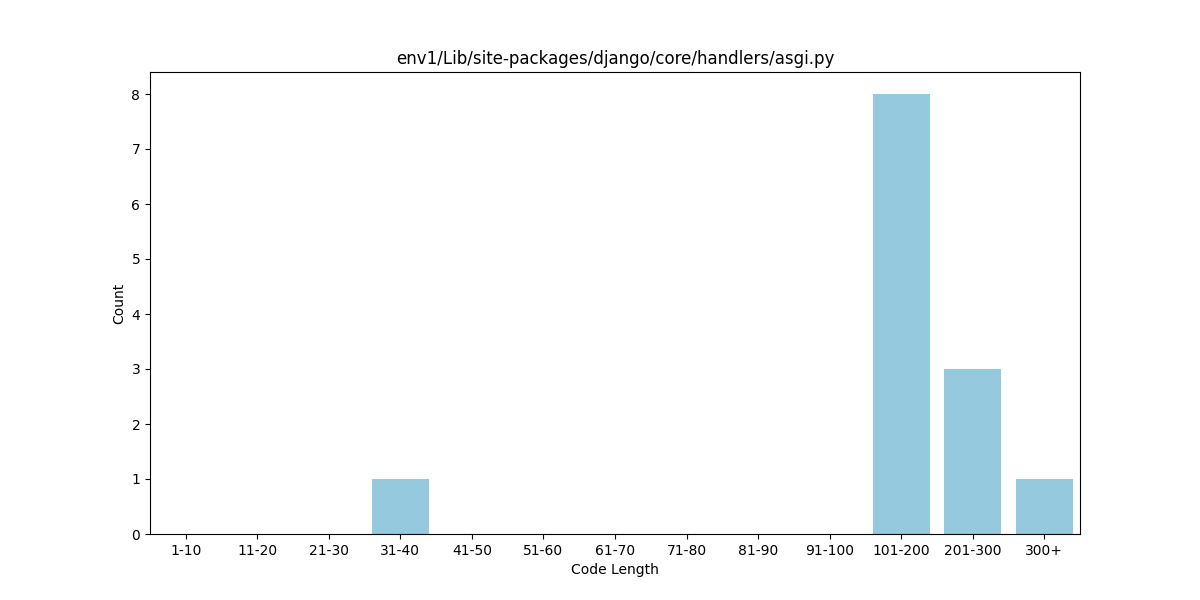 env1/Lib/site-packages/django/core/handlers/asgi.py
8
7
6
5
4
3
2
1
0
Count
1-10 11-20 21-30 31-40 41-50 51-60 61-70 71-80 81-90 91-100 101-200 201-300 300+
Code Length